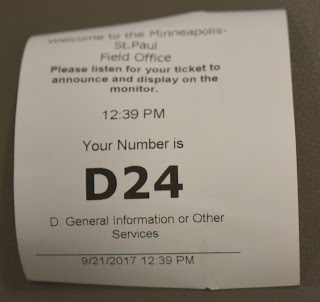 Welcome to the Minneapolis-
St.Paul
Field Office
Please listen for your ticket to
announce and display on the
monitor.
12:39 PM
Your Number is
D24
D. General Information or Other
Services
9/21/2017 12:39 PM